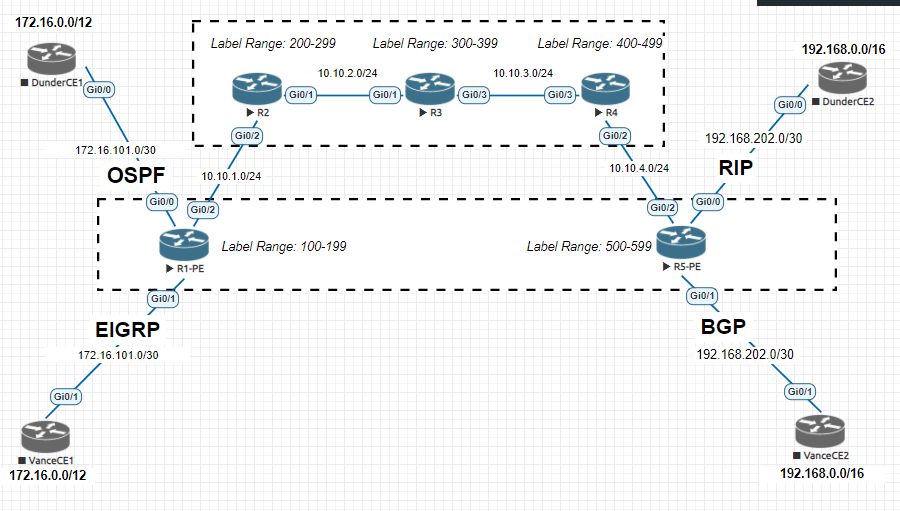 172.16.0.0/12
DunderCE1
Gi0/0
Label Range: 200-299
Label Range: 300-399
Label Range: 400-499
10.10.2.0/24
10.10.3.0/24
Gi0/1
Gi0/1
Gi0/3
Gi0/3
R2
R3
R4
Gi0/2
Gi0/2
192.168.0.0/16
DunderCE2
Gi0/0
192.168.202.0/30
RIP
172.16.101.0/30
OSPF
10.10.1.0/24
10.10.4.0/24
Gi0/0
Gi0/2
Gi0/2
Gi0/0
Label Range: 100-199
Label Range: 500-599
R1-PE
R5-PE
Gi0/1
Gi0/1
EIGRP
BGP
172.16.101.0/30
192.168.202.0/30
Gi0/1
Gi0/1
VanceCE1
VanceCE2
172.16.0.0/12
192.168.0.0/16